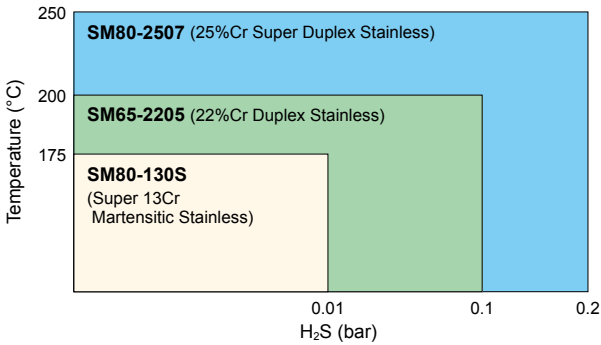 250
SM80-2507 (25%Cr Super Duplex Stainless)
200
SM65-2205 (22%Cr Duplex Stainless)
175
SM80-130S
(Super 13Cr
Martensitic Stainless)
Temperature (°C)
0.01 0.1 0.2
H₂S (bar)